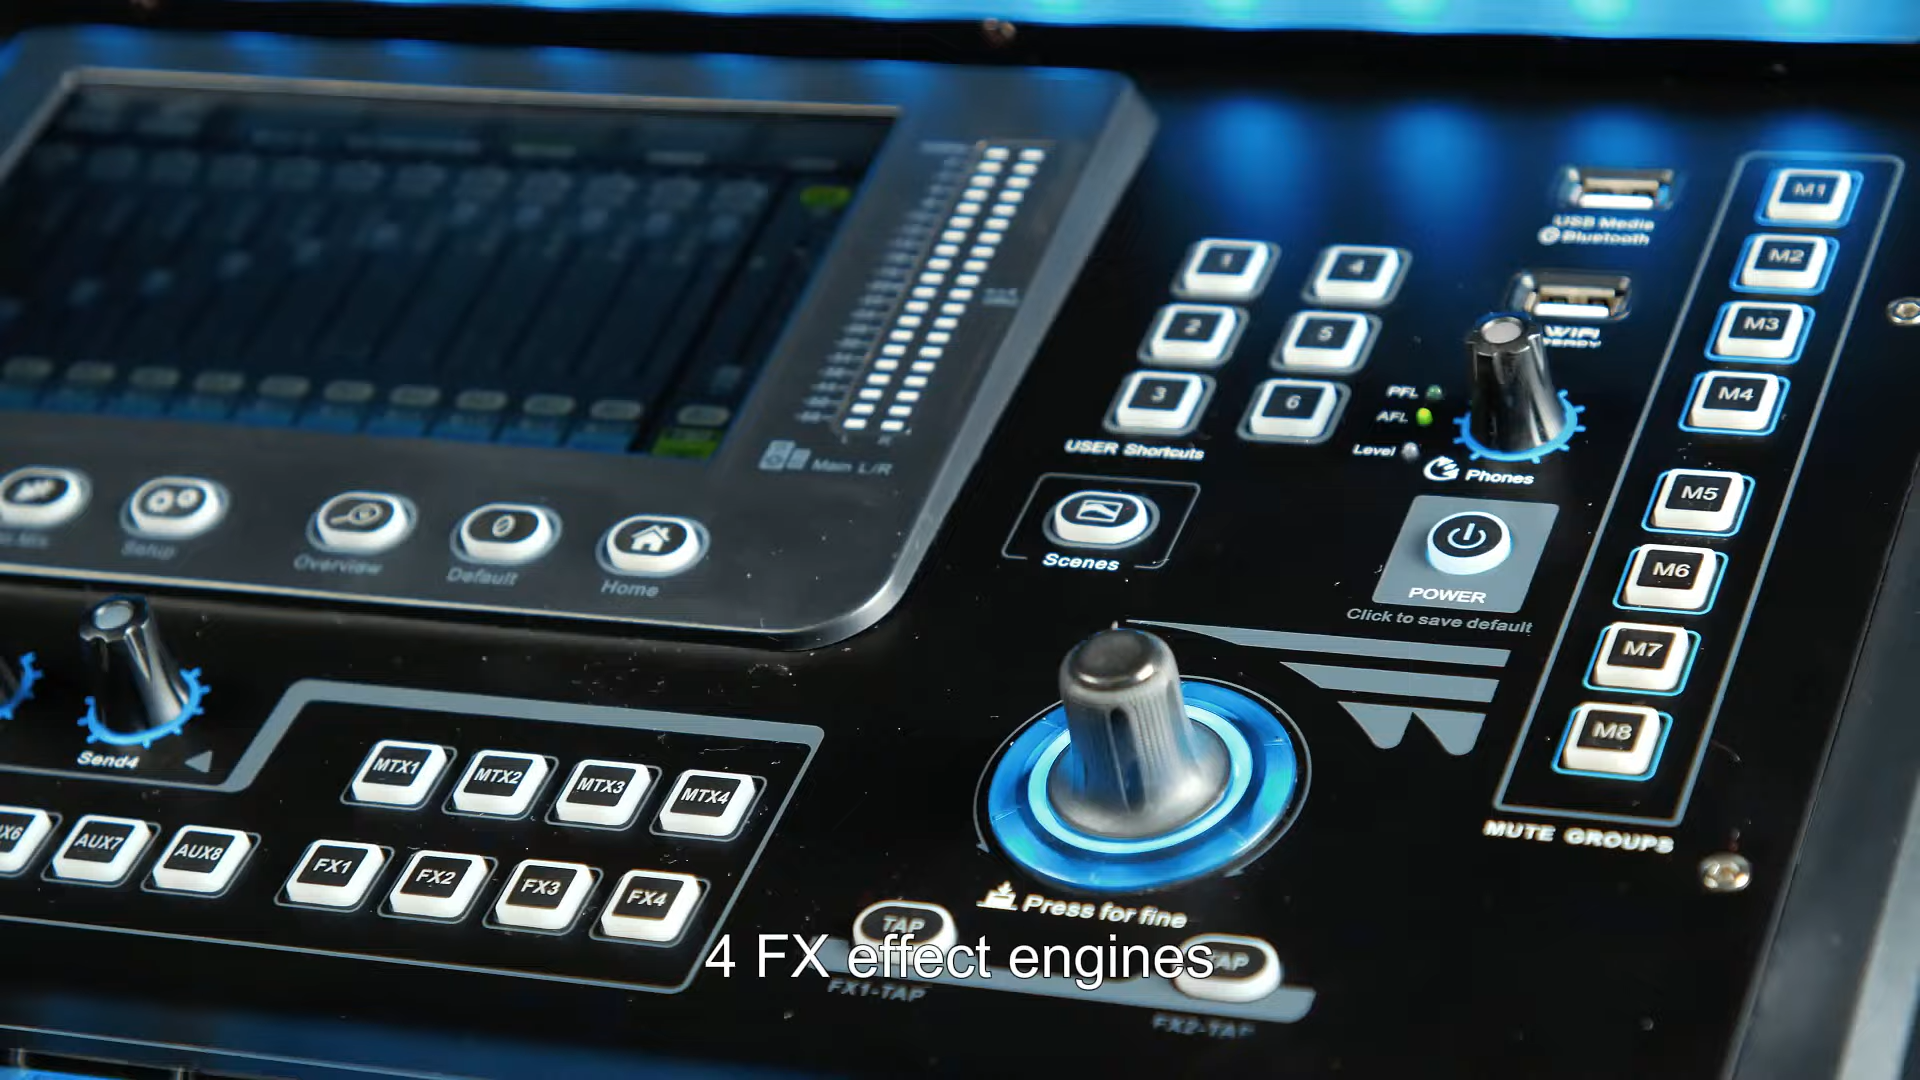 M1
USB Media
Bluetooth
M2
1
4
WIFI
READY
M3
2
5
PFL
M4
3
6
AFL
USER Shortcuts
Level
Phones
Main L/R
M5
Scenes
POWER
Click to save default
M6
Setup
Overview
Default
Home
M7
M8
MUTE GROUPS
Send4
MTX1
MTX2
MTX3
MTX4
AUX7
AUX8
FX1
FX2
FX3
FX4
Press for fine
TAP
FX1-TAP
FX2-TAP
4 FX effect engines